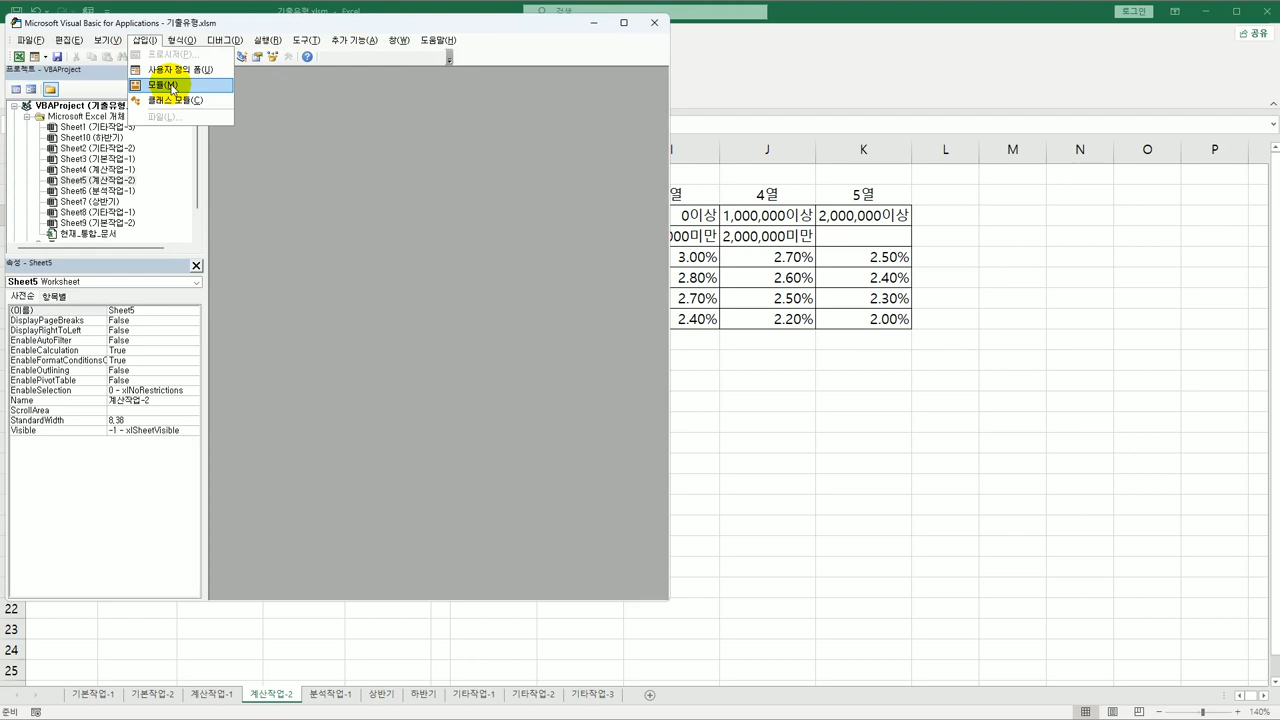 기출유형.xlsm - Excel
검색
로그인
공유
Microsoft Visual Basic for Applications - 기출유형.xlsm
파일(F) 편집(E) 보기(V) 삽입(I) 형식(O) 디버그(D) 실행(R) 도구(T) 추가 기능(A) 창(W) 도움말(H)
프로시저(P)...
사용자 정의 폼(U)
모듈(M)
클래스 모듈(C)
파일(L)...
프로젝트 - VBAProject
VBAProject (기출유형.
Microsoft Excel 개체
Sheet1 (기타작업-3)
Sheet10 (하반기)
Sheet2 (기타작업-2)
Sheet3 (기본작업-1)
Sheet4 (계산작업-1)
Sheet5 (계산작업-2)
Sheet6 (분석작업-1)
Sheet7 (상반기)
Sheet8 (기타작업-1)
Sheet9 (기본작업-2)
현재_통합_문서
속성 - Sheet5
Sheet5 Worksheet
사전순 항목별
(이름) Sheet5
DisplayPageBreaks False
DisplayRightToLeft False
EnableAutoFilter False
EnableCalculation True
EnableFormatConditionsC True
EnableOutlining False
EnablePivotTable False
EnableSelection 0 - xlNoRestrictions
Name 계산작업-2
ScrollArea
StandardWidth 8,38
Visible -1 - xlSheetVisible
I J K L M N O P
열 4열 5열
0이상 1,000,000이상 2,000,000이상
000미만 2,000,000미만
3.00% 2.70% 2.50%
2.80% 2.60% 2.40%
2.70% 2.50% 2.30%
2.40% 2.20% 2.00%
22
23
24
25
기본작업-1 기본작업-2 계산작업-1 계산작업-2 분석작업-1 상반기 하반기 기타작업-1 기타작업-2 기타작업-3
준비
140%